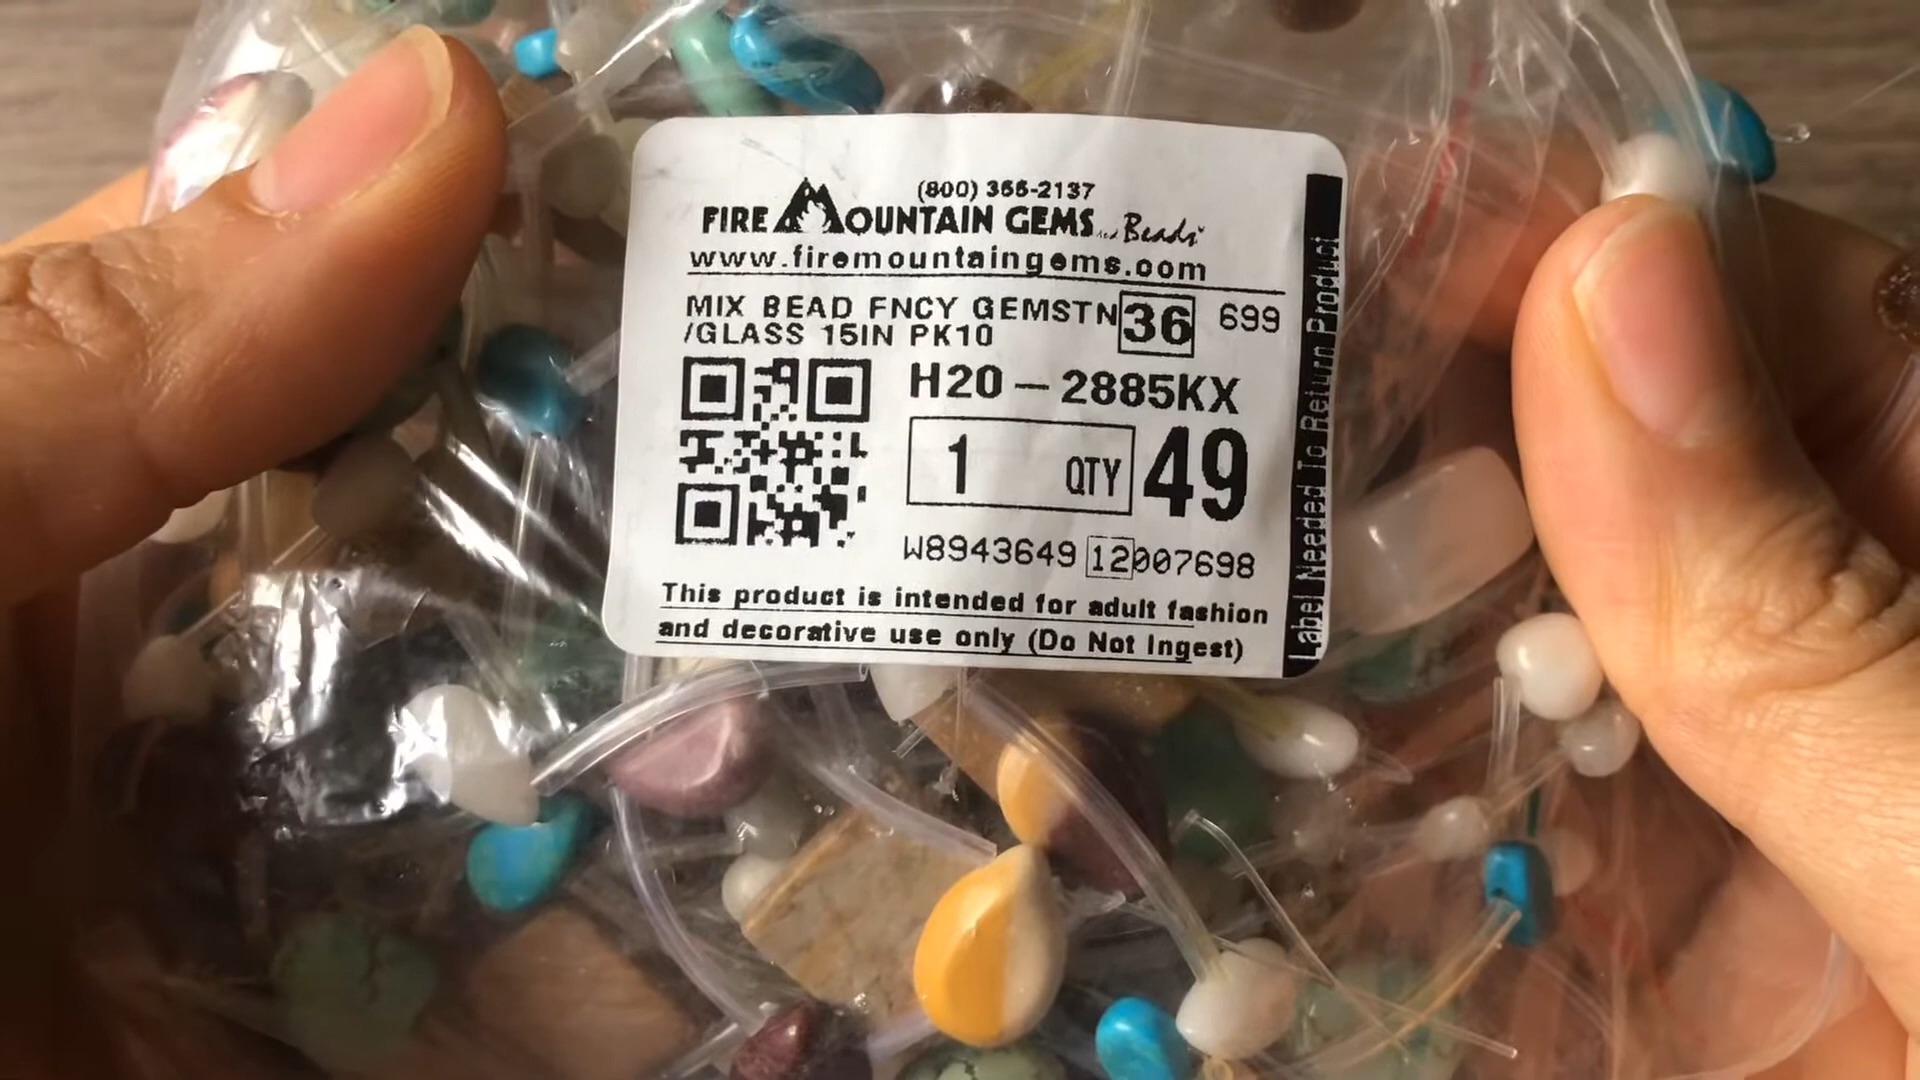 (800) 355-2137
FIRE MOUNTAIN GEMS and Beads
www.firemountaingems.com
MIX BEAD FNCY GEMSTN 36 699
/GLASS 15IN PK10
H20-2885KX
1 QTY 49
W8943649 12007698
This product is intended for adult fashion
and decorative use only (Do Not Ingest)
Label Needed To Return Product